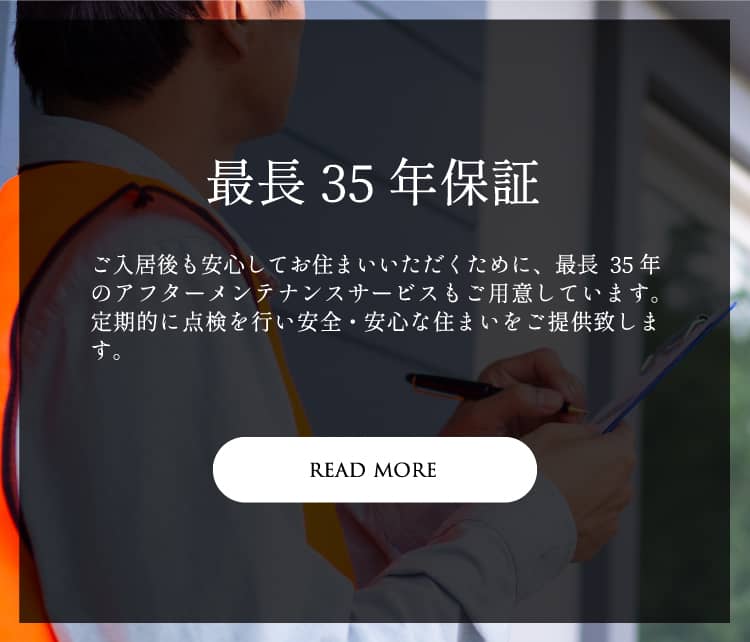 最長 35 年保証
ご入居後も安心してお住まいいただくために、最長 35 年
のアフターメンテナンスサービスもご用意しています。
定期的に点検を行い安全・安心な住まいをご提供致しま
す。
READ MORE